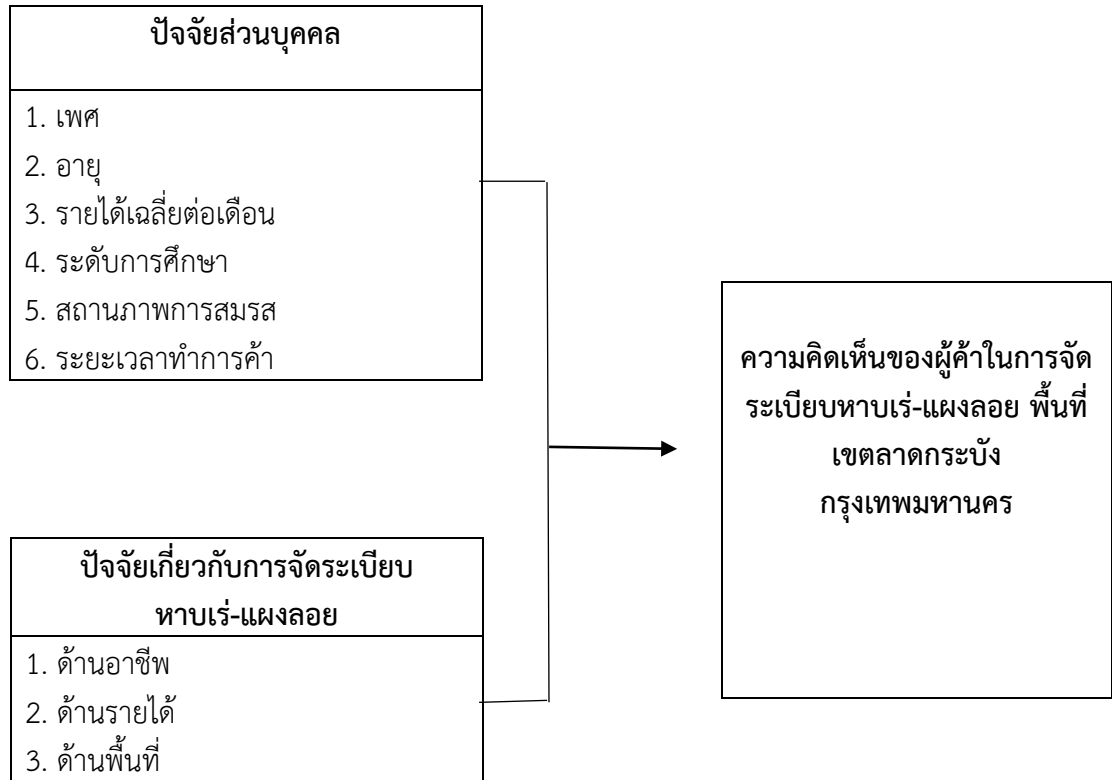 ปัจจัยส่วนบุคคล
1. เพศ
2. อายุ
3. รายได้เฉลี่ยต่อเดือน
4. ระดับการศึกษา
5. สถานภาพการสมรส
6. ระยะเวลาทำการค้า
ความคิดเห็นของผู้ค้าในการจัด
ระเบียบหาบเร่-แผงลอย พื้นที่
เขตลาดกระบัง
กรุงเทพมหานคร
ปัจจัยเกี่ยวกับการจัดระเบียบ
หาบเร่-แผงลอย
1. ด้านอาชีพ
2. ด้านรายได้
3. ด้านพื้นที่